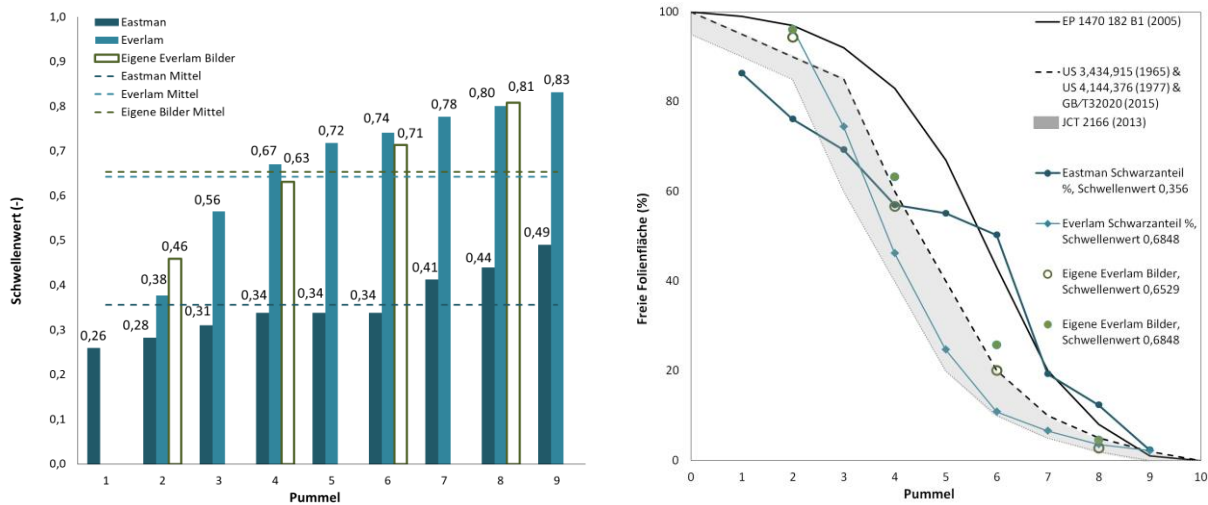 1,0
0,9
0,8
0,7
0,6
0,5
0,4
0,3
0,2
0,1
0,0
Schwellenwert (-)
Eastman
Everlam
Eigene Everlam Bilder
Eastman Mittel
Everlam Mittel
Eigene Bilder Mittel
0,26
0,28
0,38
0,46
0,31
0,56
0,34
0,67
0,63
0,34
0,72
0,34
0,74
0,71
0,41
0,78
0,44
0,80
0,81
0,49
0,83
1 2 3 4 5 6 7 8 9
Pummel
100
80
60
40
20
0
Freie Folienfläche (%)
EP 1470 182 B1 (2005)
US 3,434,915 (1965) &
US 4,144,376 (1977) &
GB/T32020 (2015)
JCT 2166 (2013)
Eastman Schwarzanteil
%, Schwellenwert 0,356
Everlam Schwarzanteil %,
Schwellenwert 0,6848
Eigene Everlam Bilder,
Schwellenwert 0,6529
Eigene Everlam Bilder,
Schwellenwert 0,6848
0 1 2 3 4 5 6 7 8 9 10
Pummel